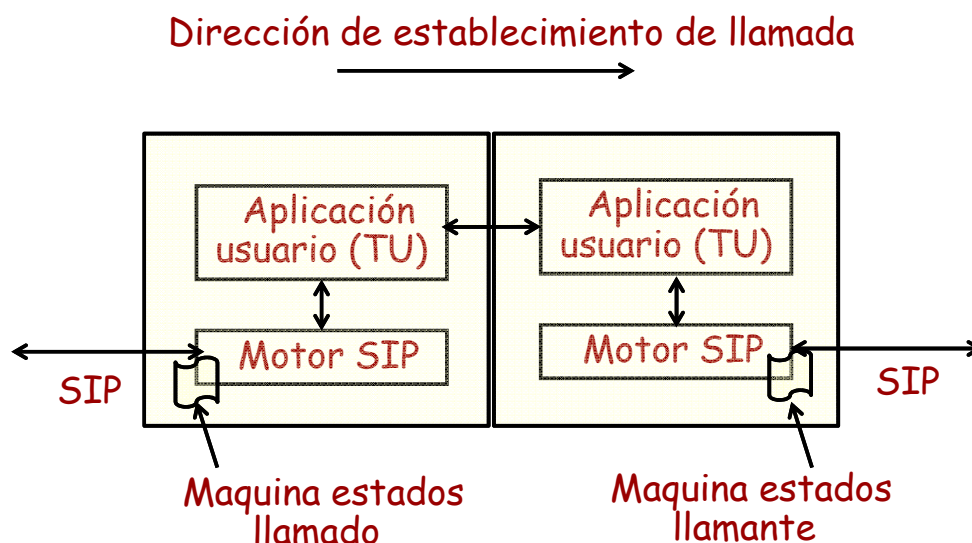 Dirección de establecimiento de llamada
Aplicación
usuario (TU)
Aplicación
usuario (TU)
Motor SIP
Motor SIP
SIP
SIP
Maquina estados
llamado
Maquina estados
llamante